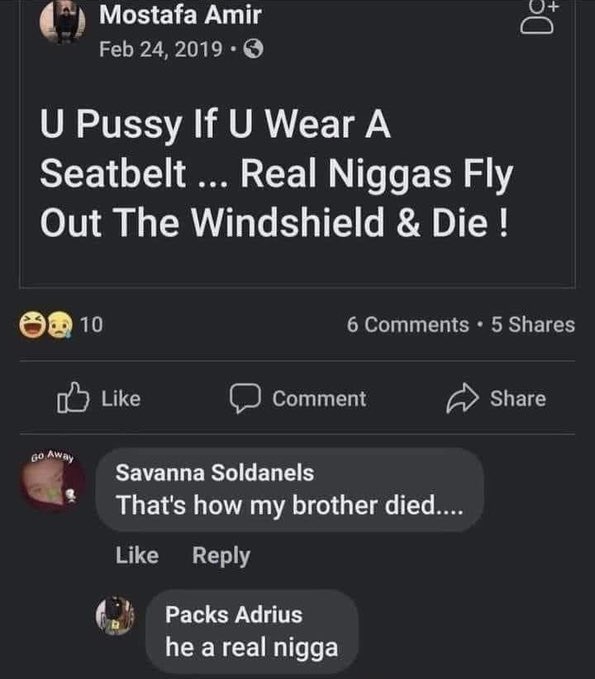 Mostafa Amir
Feb 24, 2019 •
U Pussy If U Wear A
Seatbelt ... Real Niggas Fly
Out The Windshield & Die !
10
6 Comments • 5 Shares
Like
Comment
Share
Go Away
Savanna Soldanels
That's how my brother died....
Like Reply
Packs Adrius
he a real nigga